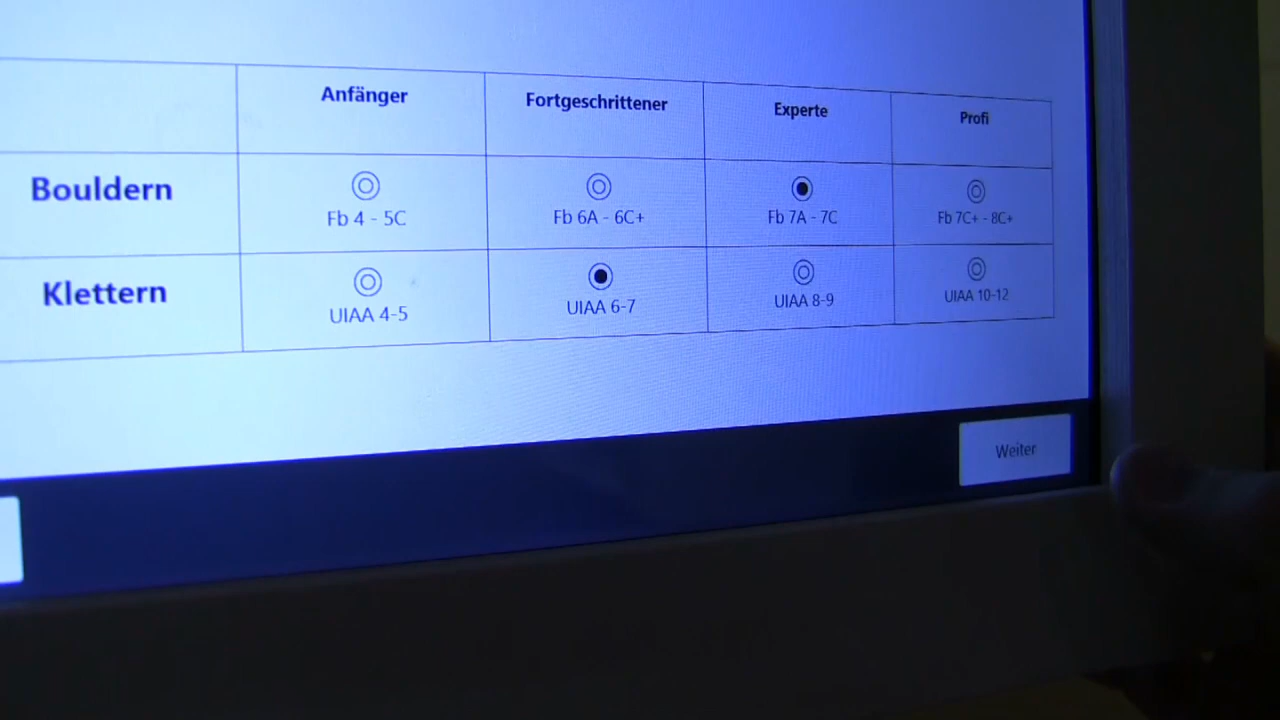 Anfänger Fortgeschrittener Experte Profi
Bouldern
Fb 4 - 5C Fb 6A - 6C+ Fb 7A - 7C Fb 7C+ - 8C+
Klettern
UIAA 4-5 UIAA 6-7 UIAA 8-9 UIAA 10-12
Weiter